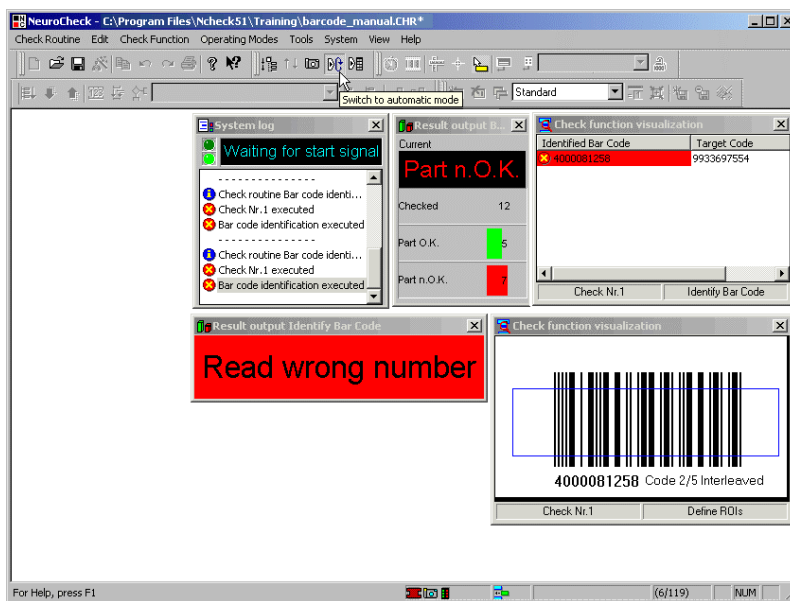 NeuroCheck - C:\Program Files\Ncheck51\Training\barcode_manual.CHR*
Check Routine Edit Check Function Operating Modes Tools System View Help
Standard
Switch to automatic mode
System log
Waiting for start signal
---------------
Check routine Bar code identi...
Check Nr.1 executed
Bar code identification executed
---------------
Check routine Bar code identi...
Check Nr.1 executed
Bar code identification executed
Result output B...
Current
Part n.O.K.
Checked 12
Part O.K. 5
Part n.O.K. 7
Check function visualization
Identified Bar Code Target Code
4000081258 9933697554
Check Nr.1 Identify Bar Code
Result output Identify Bar Code
Read wrong number
Check function visualization
4000081258 Code 2/5 Interleaved
Check Nr.1 Define ROIs
For Help, press F1 (6/119) NUM